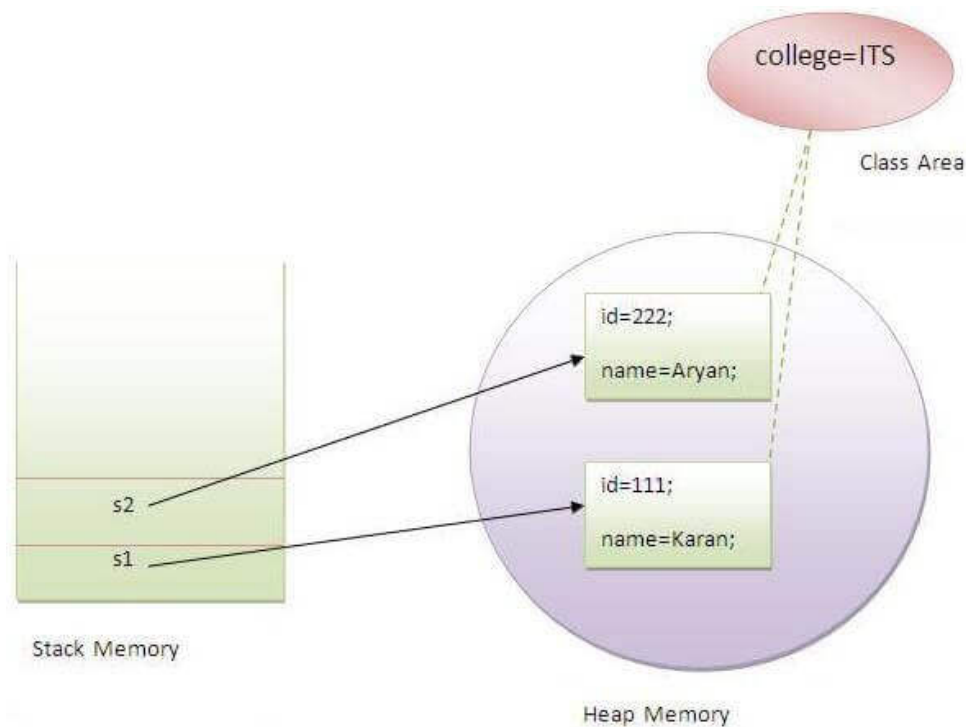 college=ITS
Class Area
id=222;
name=Aryan;
s2
id=111;
name=Karan;
s1
Stack Memory
Heap Memory